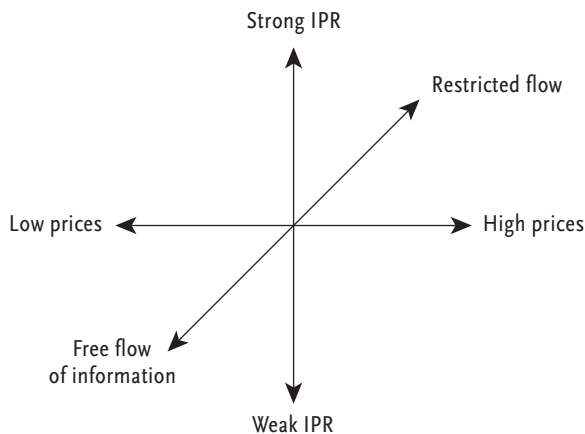 Strong IPR
Restricted flow
Low prices
High prices
Free flow
of information
Weak IPR